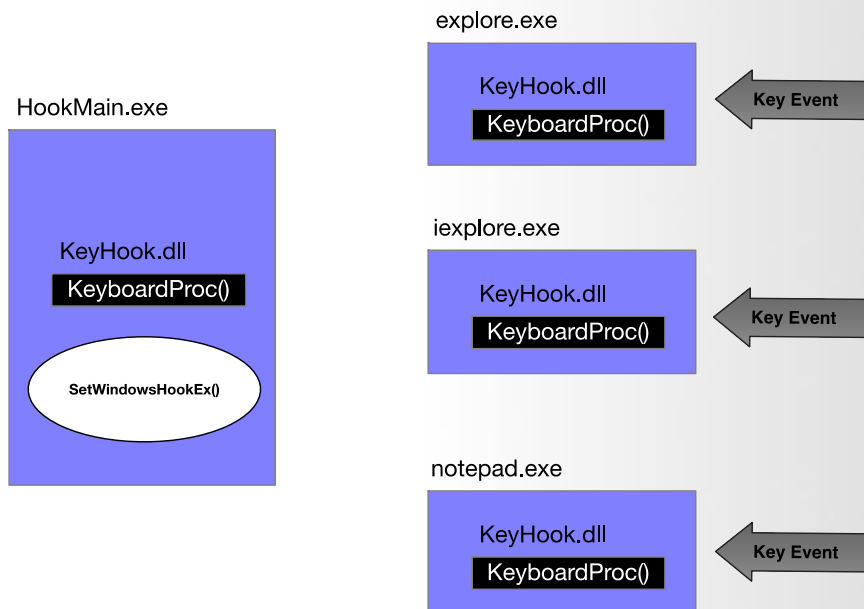 HookMain.exe
KeyHook.dll
KeyboardProc()
SetWindowsHookEx()
explore.exe
KeyHook.dll
KeyboardProc()
Key Event
iexplore.exe
KeyHook.dll
KeyboardProc()
Key Event
notepad.exe
KeyHook.dll
KeyboardProc()
Key Event